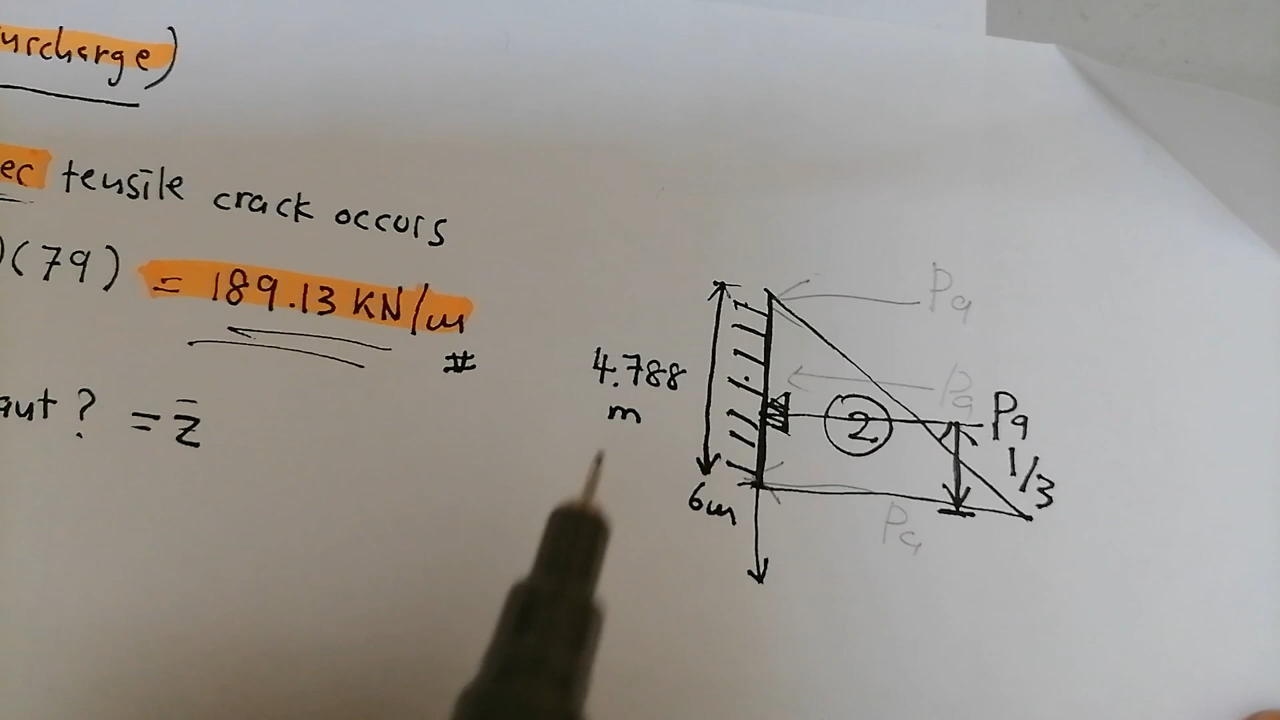 urcharge)
ec tensile crack occurs
)(79) = 189.13 KN/m
#
aut ? = z̄
Pa
4.788
m
Pa
2
Pa
1/3
6m
Pa